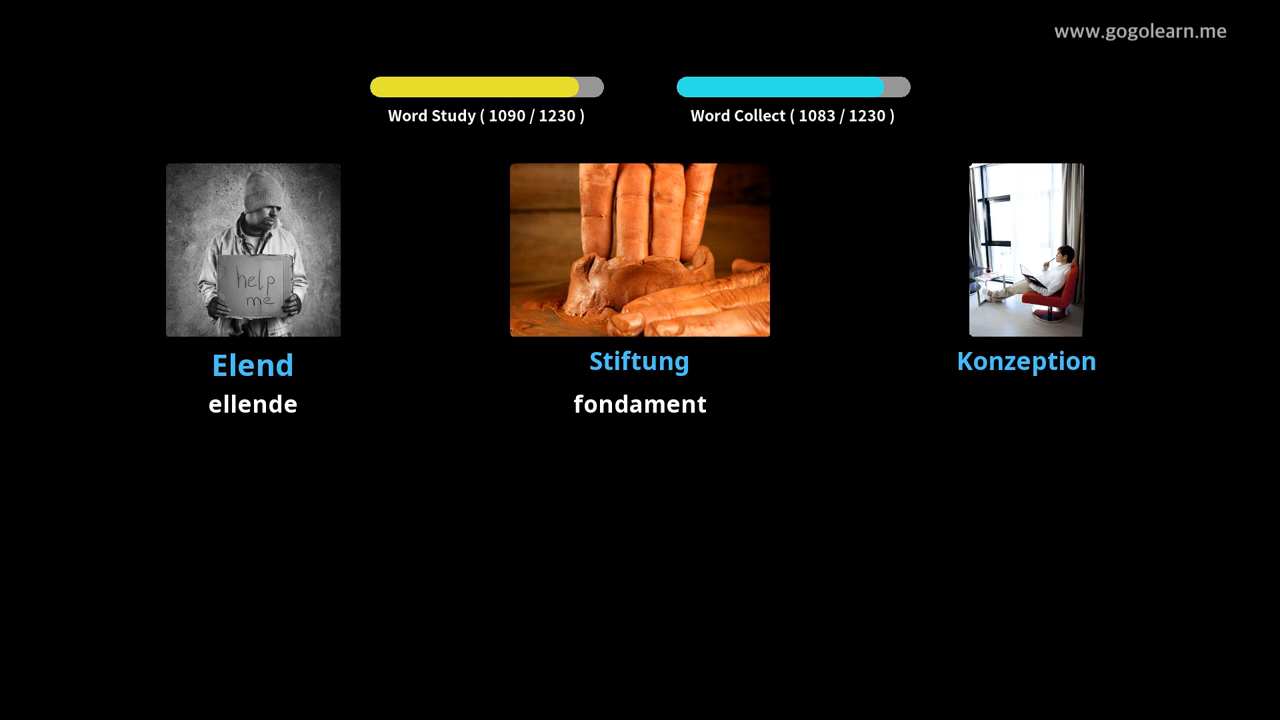 www.gogolearn.me
Word Study ( 1090 / 1230 )
Word Collect ( 1083 / 1230 )
help
me
Elend
Stiftung
Konzeption
ellende
fondament